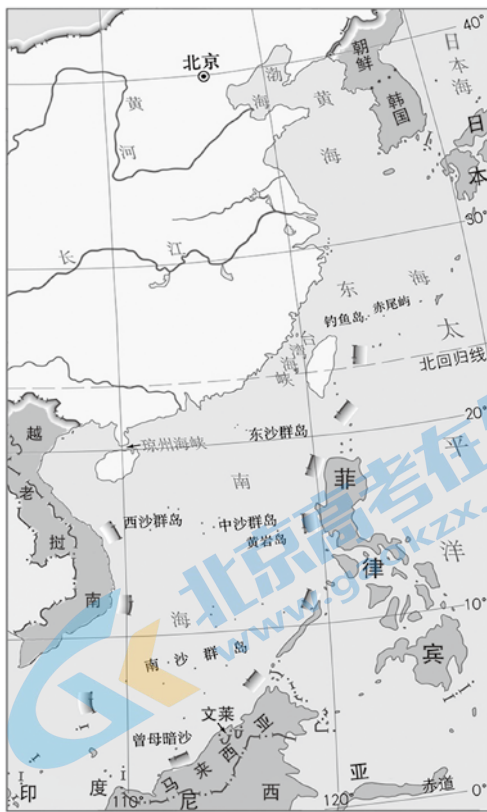 40°
日本海
朝鲜
北京
渤海
黄海
韩国
黄河
日本
30°
长江
东海
钓鱼岛 赤尾屿
太平洋
台湾海峡
北回归线
20°
越南
东沙群岛
琼州海峡
老挝
南海
菲律宾
西沙群岛
中沙群岛
黄岩岛
北京高考在
www.g
kzx.
10°
南沙群岛
文莱
曾母暗沙
马来西亚
印度尼西亚
110°
120°
赤道
0°